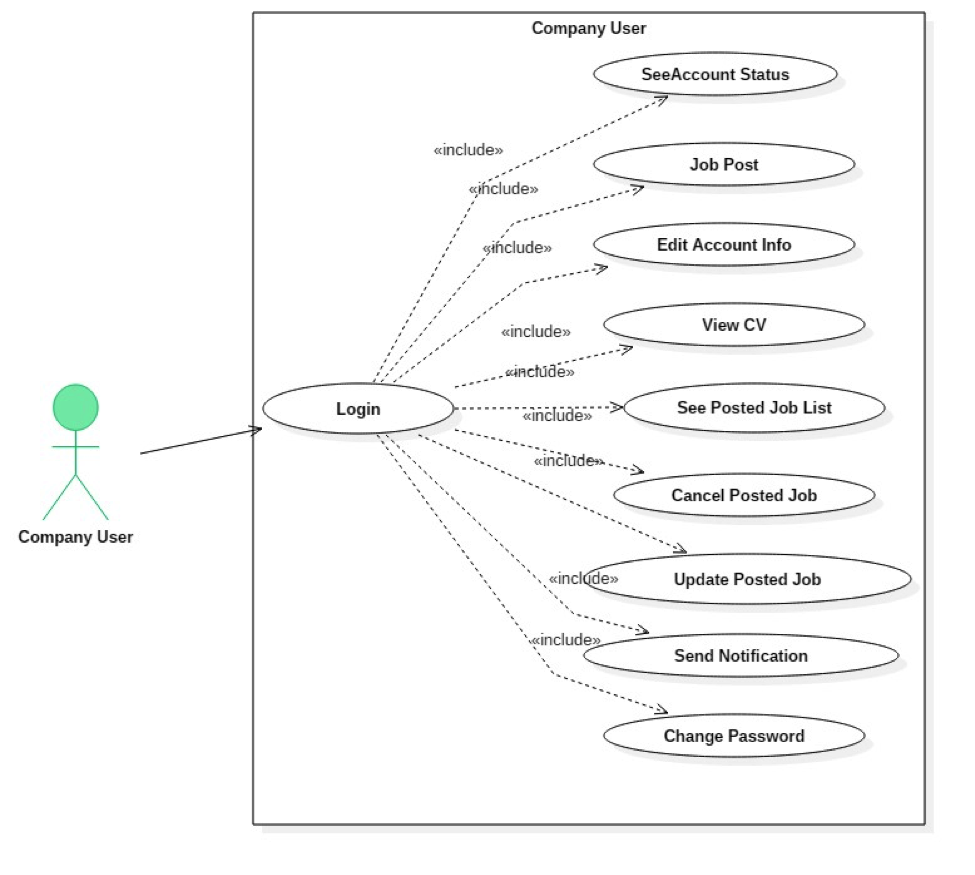 Company User
SeeAccount Status
«include»
Job Post
«include»
Edit Account Info
«include»
View CV
«include»
«include»
Login
See Posted Job List
«include»
«include»
Cancel Posted Job
Company User
«include»
Update Posted Job
«include»
Send Notification
Change Password